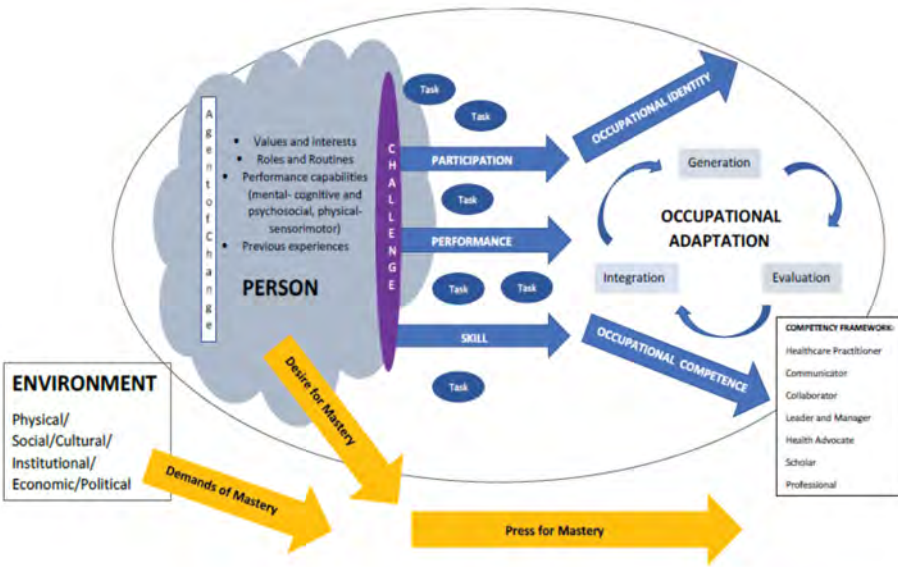 Agent of Change
• Values and interests
• Roles and Routines
• Performance capabilities
(mental- cognitive and
psychosocial, physical-
sensorimotor)
• Previous experiences
PERSON
CHALLENGE
Task
Task
PARTICIPATION
Task
PERFORMANCE
Task
Task
SKILL
Task
OCCUPATIONAL IDENTITY
Generation
OCCUPATIONAL
ADAPTATION
Integration
Evaluation
OCCUPATIONAL COMPETENCE
COMPETENCY FRAMEWORK:
Healthcare Practitioner
Communicator
Collaborator
Leader and Manager
Health Advocate
Scholar
Professional
ENVIRONMENT
Physical/
Social/Cultural/
Institutional/
Economic/Political
Desire for Mastery
Demands of Mastery
Press for Mastery